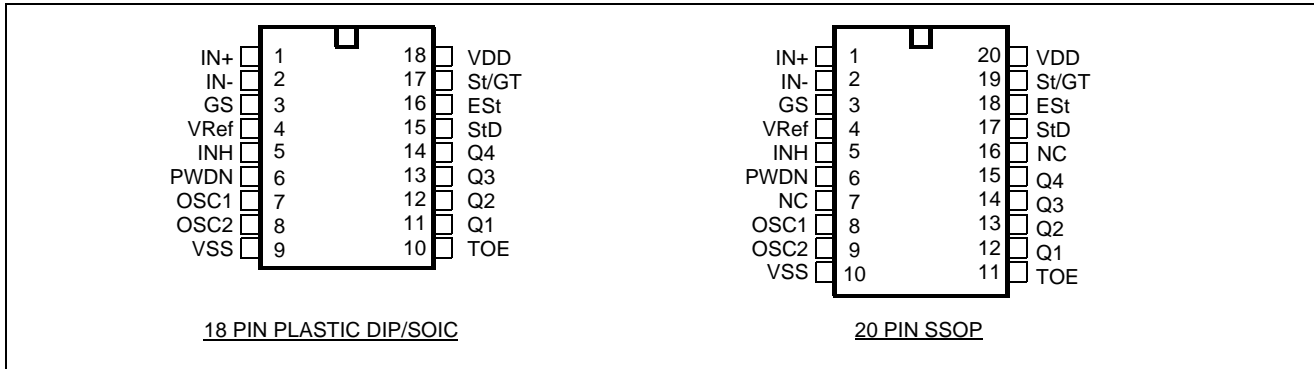 IN+ 1 18 VDD
IN- 2 17 St/GT
GS 3 16 ESt
VRef 4 15 StD
INH 5 14 Q4
PWDN 6 13 Q3
OSC1 7 12 Q2
OSC2 8 11 Q1
VSS 9 10 TOE
18 PIN PLASTIC DIP/SOIC
IN+ 1 20 VDD
IN- 2 19 St/GT
GS 3 18 ESt
VRef 4 17 StD
INH 5 16 NC
PWDN 6 15 Q4
NC 7 14 Q3
OSC1 8 13 Q2
OSC2 9 12 Q1
VSS 10 11 TOE
20 PIN SSOP